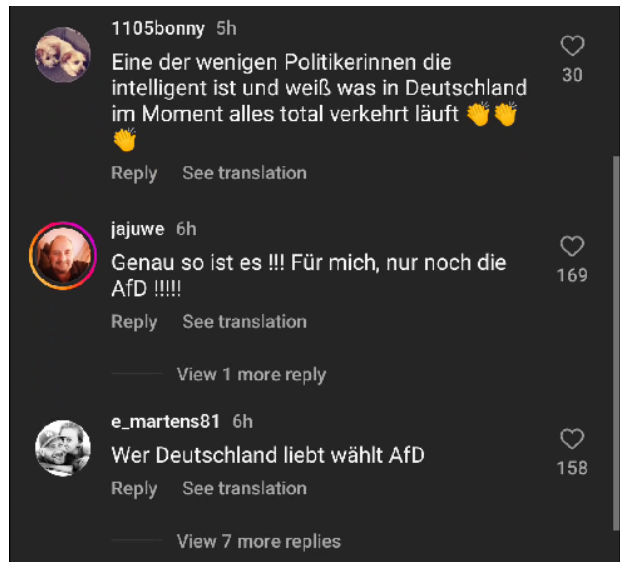 1105bonny 5h
Eine der wenigen Politikerinnen die
intelligent ist und weiß was in Deutschland
im Moment alles total verkehrt läuft 👏👏
👏
30
Reply See translation
jajuwe 6h
Genau so ist es !!! Für mich, nur noch die
AfD !!!!!
169
Reply See translation
View 1 more reply
e_martens81 6h
Wer Deutschland liebt wählt AfD
158
Reply See translation
View 7 more replies